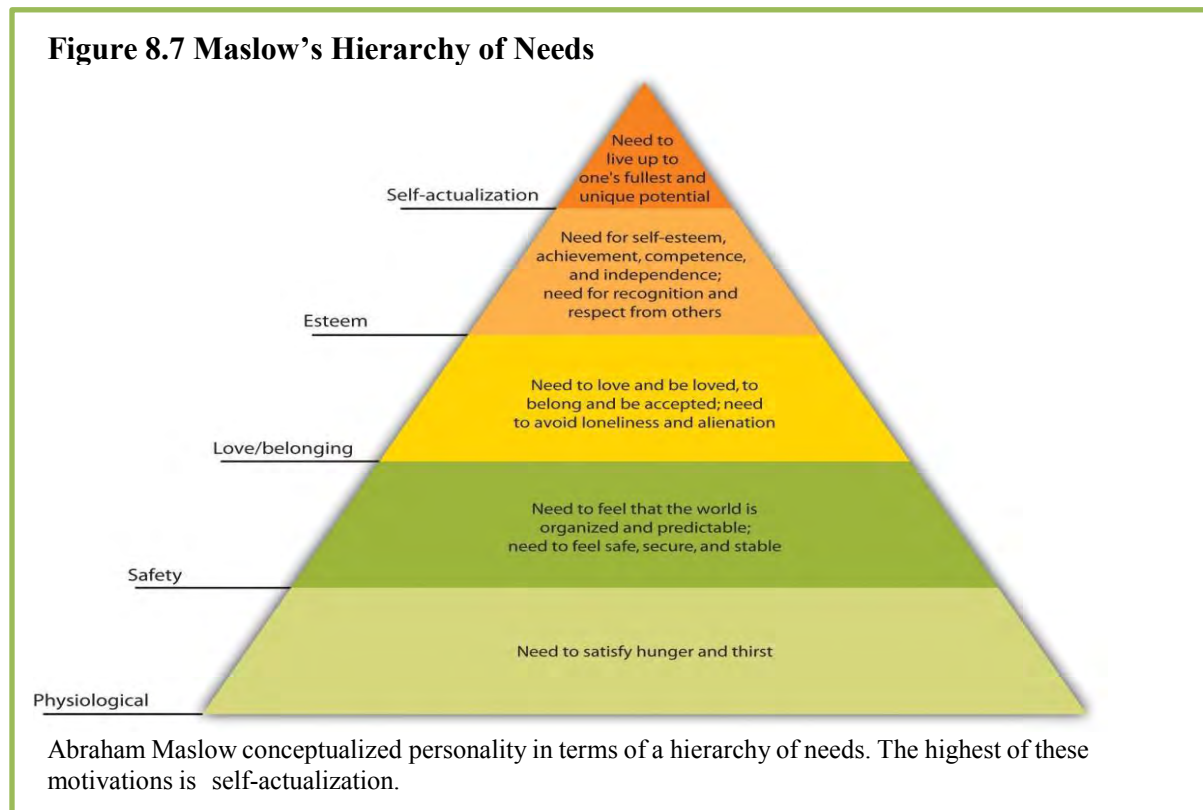 Figure 8.7 Maslow's Hierarchy of Needs
Need to
live up to
one's fullest and
unique potential
Self-actualization
Need for self-esteem,
achievement, competence,
and independence;
need for recognition and
respect from others
Esteem
Need to love and be loved, to
belong and be accepted; need
to avoid loneliness and alienation
Love/belonging
Need to feel that the world is
organized and predictable;
need to feel safe, secure, and stable
Safety
Need to satisfy hunger and thirst
Physiological
Abraham Maslow conceptualized personality in terms of a hierarchy of needs. The highest of these
motivations is self-actualization.